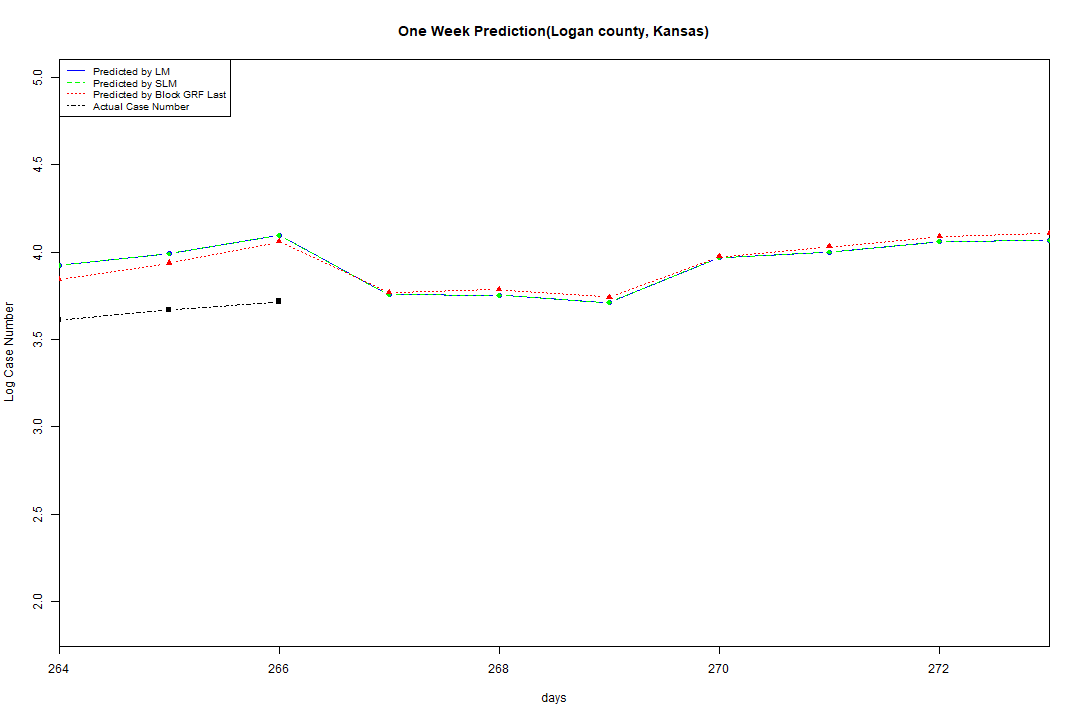 One Week Prediction(Logan county, Kansas)
Predicted by LM
Predicted by SLM
Predicted by Block GRF Last
Actual Case Number
5.0
4.5
4.0
3.5
3.0
2.5
2.0
Log Case Number
264
266
268
270
272
days